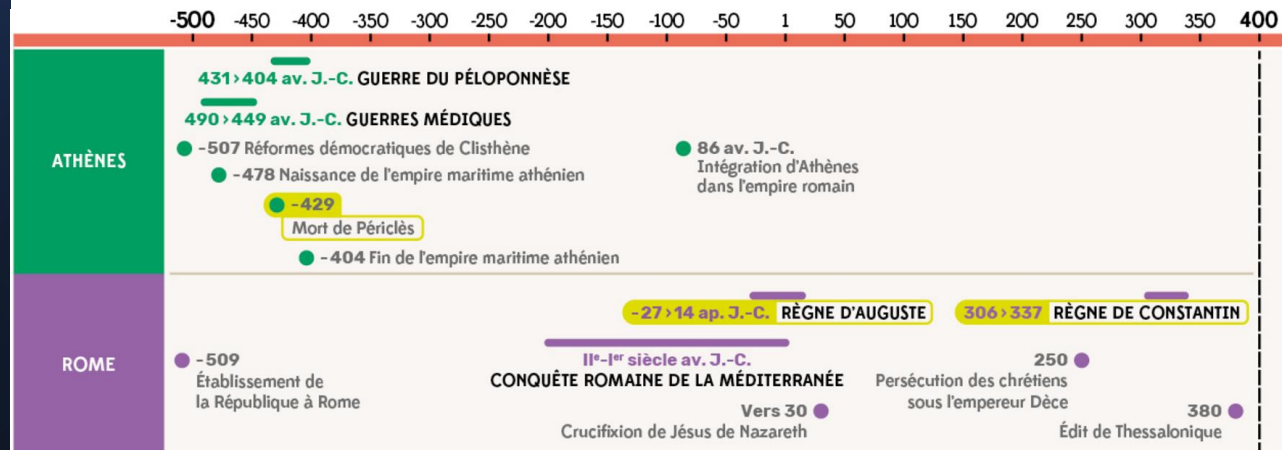 -500 -450 -400 -350 -300 -250 -200 -150 -100 -50 1 50 100 150 200 250 300 350 400
ATHÈNES
431>404 av. J.-C. GUERRE DU PÉLOPONNÈSE
490>449 av. J.-C. GUERRES MÉDIQUES
-507 Réformes démocratiques de Clisthène
-478 Naissance de l'empire maritime athénien
-429
Mort de Périclès
-404 Fin de l'empire maritime athénien
86 av. J.-C.
Intégration d'Athènes
dans l'empire romain
ROME
-27>14 ap. J.-C. RÈGNE D'AUGUSTE
306>337 RÈGNE DE CONSTANTIN
IIe-Ier siècle av. J.-C.
CONQUÊTE ROMAINE DE LA MÉDITERRANÉE
-509
Établissement de
la République à Rome
250
Persécution des chrétiens
sous l'empereur Dèce
Vers 30
Crucifixion de Jésus de Nazareth
380
Édit de Thessalonique